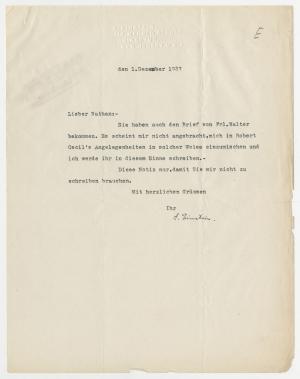 E
den 1.Dezember 1937
Lieber Nathan:-
Sie haben auch den Brief von Frl.Walter
bekommen. Es scheint mir nicht angebracht,mich in Robert
Cecil's Angelegenheiten in solcher Weise einzumischen und
ich werde ihr in diesem Sinne schreiben.-
Diese Notiz nur,damit Sie mir nicht zu
schreiben brauchen.
Mit herzlichen Grüssen
Ihr
A. Einstein.